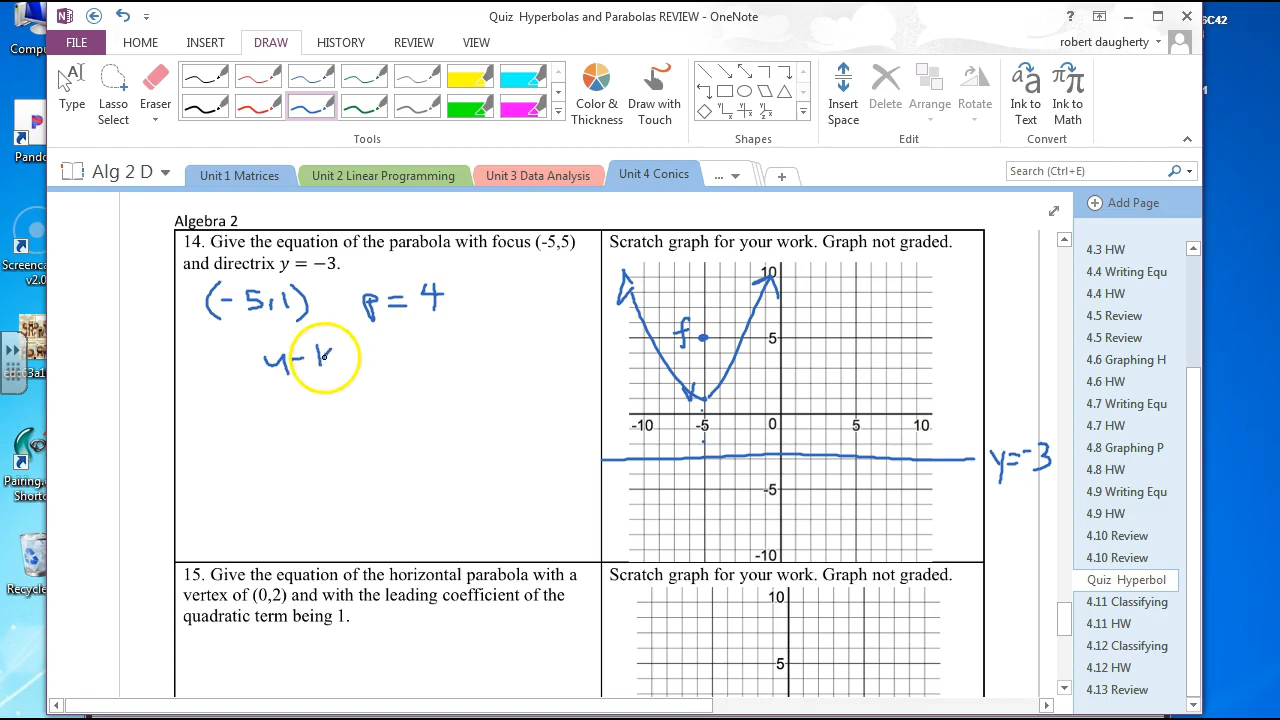 Compu
Quiz Hyperbolas and Parabolas REVIEW - OneNote
6C42
FILE HOME INSERT DRAW HISTORY REVIEW VIEW
robert daugherty
Type
Lasso Select
Eraser
Color & Thickness
Draw with Touch
Insert Space
Delete
Arrange
Rotate
Ink to Text
Ink to Math
Tools
Shapes
Edit
Convert
Pando
Alg 2 D
Unit 1 Matrices
Unit 2 Linear Programming
Unit 3 Data Analysis
Unit 4 Conics
...
Search (Ctrl+E)
Add Page
Algebra 2
14. Give the equation of the parabola with focus (-5,5)
and directrix y = −3.
(-5,1) p = 4
y - k
Scratch graph for your work. Graph not graded.
10
f
5
-10 -5 0 5 10
y=-3
-5
-10
15. Give the equation of the horizontal parabola with a
vertex of (0,2) and with the leading coefficient of the
quadratic term being 1.
Scratch graph for your work. Graph not graded.
10
5
4.3 HW
4.4 Writing Equ
4.4 HW
4.5 Review
4.5 Review
4.6 Graphing H
4.6 HW
4.7 Writing Equ
4.7 HW
4.8 Graphing P
4.8 HW
4.9 Writing Equ
4.9 HW
4.10 Review
4.10 Review
Quiz Hyperbol
4.11 Classifying
4.11 HW
4.12 Classifying
4.12 HW
4.13 Review
Screenca
v2.0
Pairing.
Shorto
Recycle